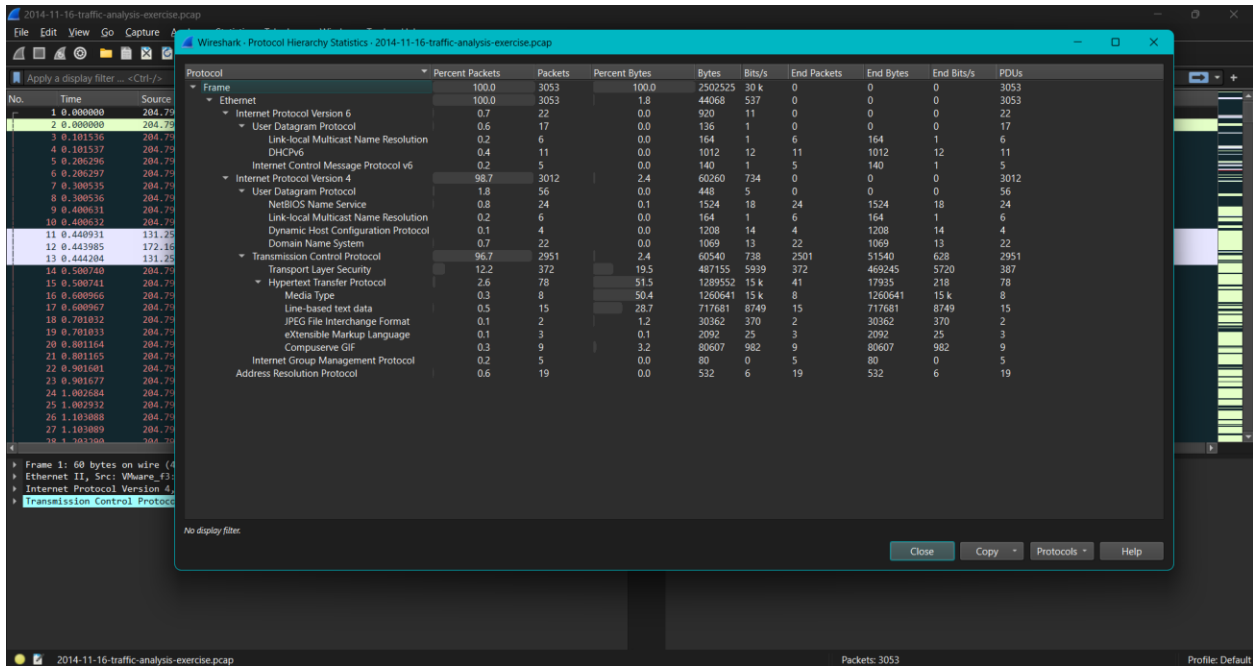 2014-11-16-traffic-analysis-exercise.pcap
File Edit View Go Capture
Wireshark · Protocol Hierarchy Statistics · 2014-11-16-traffic-analysis-exercise.pcap
Apply a display filter ... <Ctrl-/>
Protocol Percent Packets Packets Percent Bytes Bytes Bits/s End Packets End Bytes End Bits/s PDUs
Frame 100.0 3053 100.0 2502525 30 k 0 0 0 3053
Ethernet 100.0 3053 1.8 44068 537 0 0 0 3053
Internet Protocol Version 6 0.7 22 0.0 920 11 0 0 0 22
User Datagram Protocol 0.6 17 0.0 136 1 0 0 0 17
Link-local Multicast Name Resolution 0.2 6 0.0 164 1 6 164 1 6
DHCPv6 0.4 11 0.0 1012 12 11 1012 12 11
Internet Control Message Protocol v6 0.2 5 0.0 140 1 5 140 1 5
Internet Protocol Version 4 98.7 3012 2.4 60260 734 0 0 0 3012
User Datagram Protocol 1.8 56 0.0 448 5 0 0 0 56
NetBIOS Name Service 0.8 24 0.1 1524 18 24 1524 18 24
Link-local Multicast Name Resolution 0.2 6 0.0 164 1 6 164 1 6
Dynamic Host Configuration Protocol 0.1 4 0.0 1208 14 4 1208 14 4
Domain Name System 0.7 22 0.0 1069 13 22 1069 13 22
Transmission Control Protocol 96.7 2951 2.4 60540 738 2501 51540 628 2951
Transport Layer Security 12.2 372 19.5 487155 5939 372 469245 5720 387
Hypertext Transfer Protocol 2.6 78 51.5 1289552 15 k 41 17935 218 78
Media Type 0.3 8 50.4 1260641 15 k 8 1260641 15 k 8
Line-based text data 0.5 15 28.7 717681 8749 15 717681 8749 15
JPEG File Interchange Format 0.1 2 1.2 30362 370 2 30362 370 2
eXtensible Markup Language 0.1 3 0.1 2092 25 3 2092 25 3
Compuserve GIF 0.3 9 3.2 80607 982 9 80607 982 9
Internet Group Management Protocol 0.2 5 0.0 80 0 5 80 0 5
Address Resolution Protocol 0.6 19 0.0 532 6 19 532 6 19
No display filter.
Close Copy Protocols Help
No. Time Source
1 0.000000 204.79
2 0.000000 204.79
3 0.101536 204.79
4 0.101537 204.79
5 0.206296 204.79
6 0.206297 204.79
7 0.300535 204.79
8 0.300536 204.79
9 0.400631 204.79
10 0.400632 204.79
11 0.440931 131.25
12 0.443985 172.16
13 0.444204 131.25
14 0.500740 204.79
15 0.500741 204.79
16 0.600966 204.79
17 0.600967 204.79
18 0.701032 204.79
19 0.701033 204.79
20 0.801164 204.79
21 0.801165 204.79
22 0.901601 204.79
23 0.901677 204.79
24 1.002684 204.79
25 1.002932 204.79
26 1.103088 204.79
27 1.103089 204.79
Frame 1: 60 bytes on wire (4
Ethernet II, Src: VMware_f3:
Internet Protocol Version 4,
Transmission Control Protoco
2014-11-16-traffic-analysis-exercise.pcap
Packets: 3053
Profile: Default